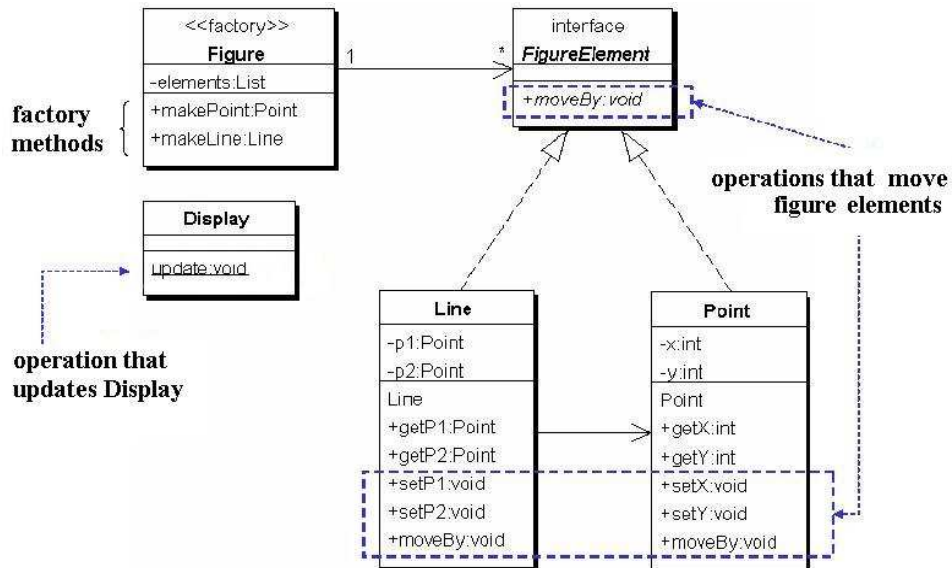 <<factory>>
Figure
-elements:List
+makePoint:Point
+makeLine:Line
factory
methods
1
*
interface
FigureElement
+moveBy:void
operations that move
figure elements
Display
update:void
operation that
updates Display
Line
-p1:Point
-p2:Point
Line
+getP1:Point
+getP2:Point
+setP1:void
+setP2:void
+moveBy:void
Point
-x:int
-y:int
Point
+getX:int
+getY:int
+setX:void
+setY:void
+moveBy:void